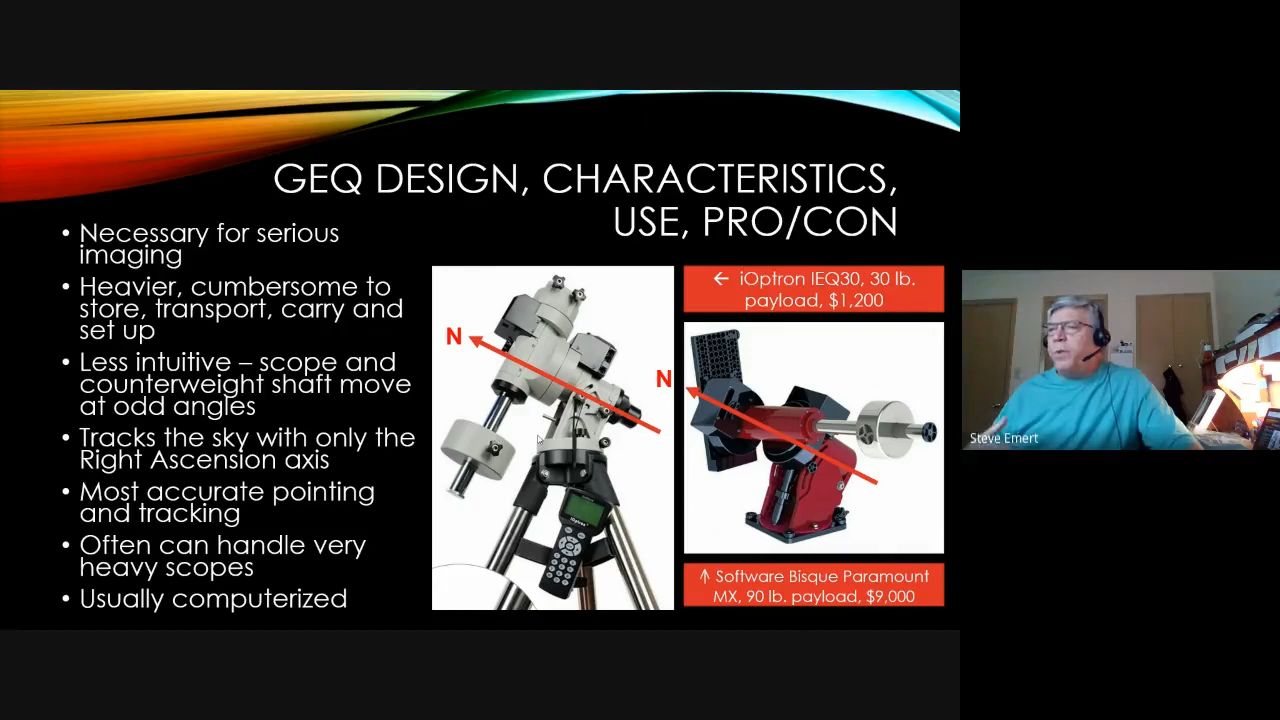 GEQ DESIGN, CHARACTERISTICS,
USE, PRO/CON
• Necessary for serious
imaging
• Heavier, cumbersome to
store, transport, carry and
set up
• Less intuitive – scope and
counterweight shaft move
at odd angles
• Tracks the sky with only the
Right Ascension axis
• Most accurate pointing
and tracking
• Often can handle very
heavy scopes
• Usually computerized
N
← iOptron IEQ30, 30 lb.
payload, $1,200
N
↑ Software Bisque Paramount
MX, 90 lb. payload, $9,000
Steve Emert